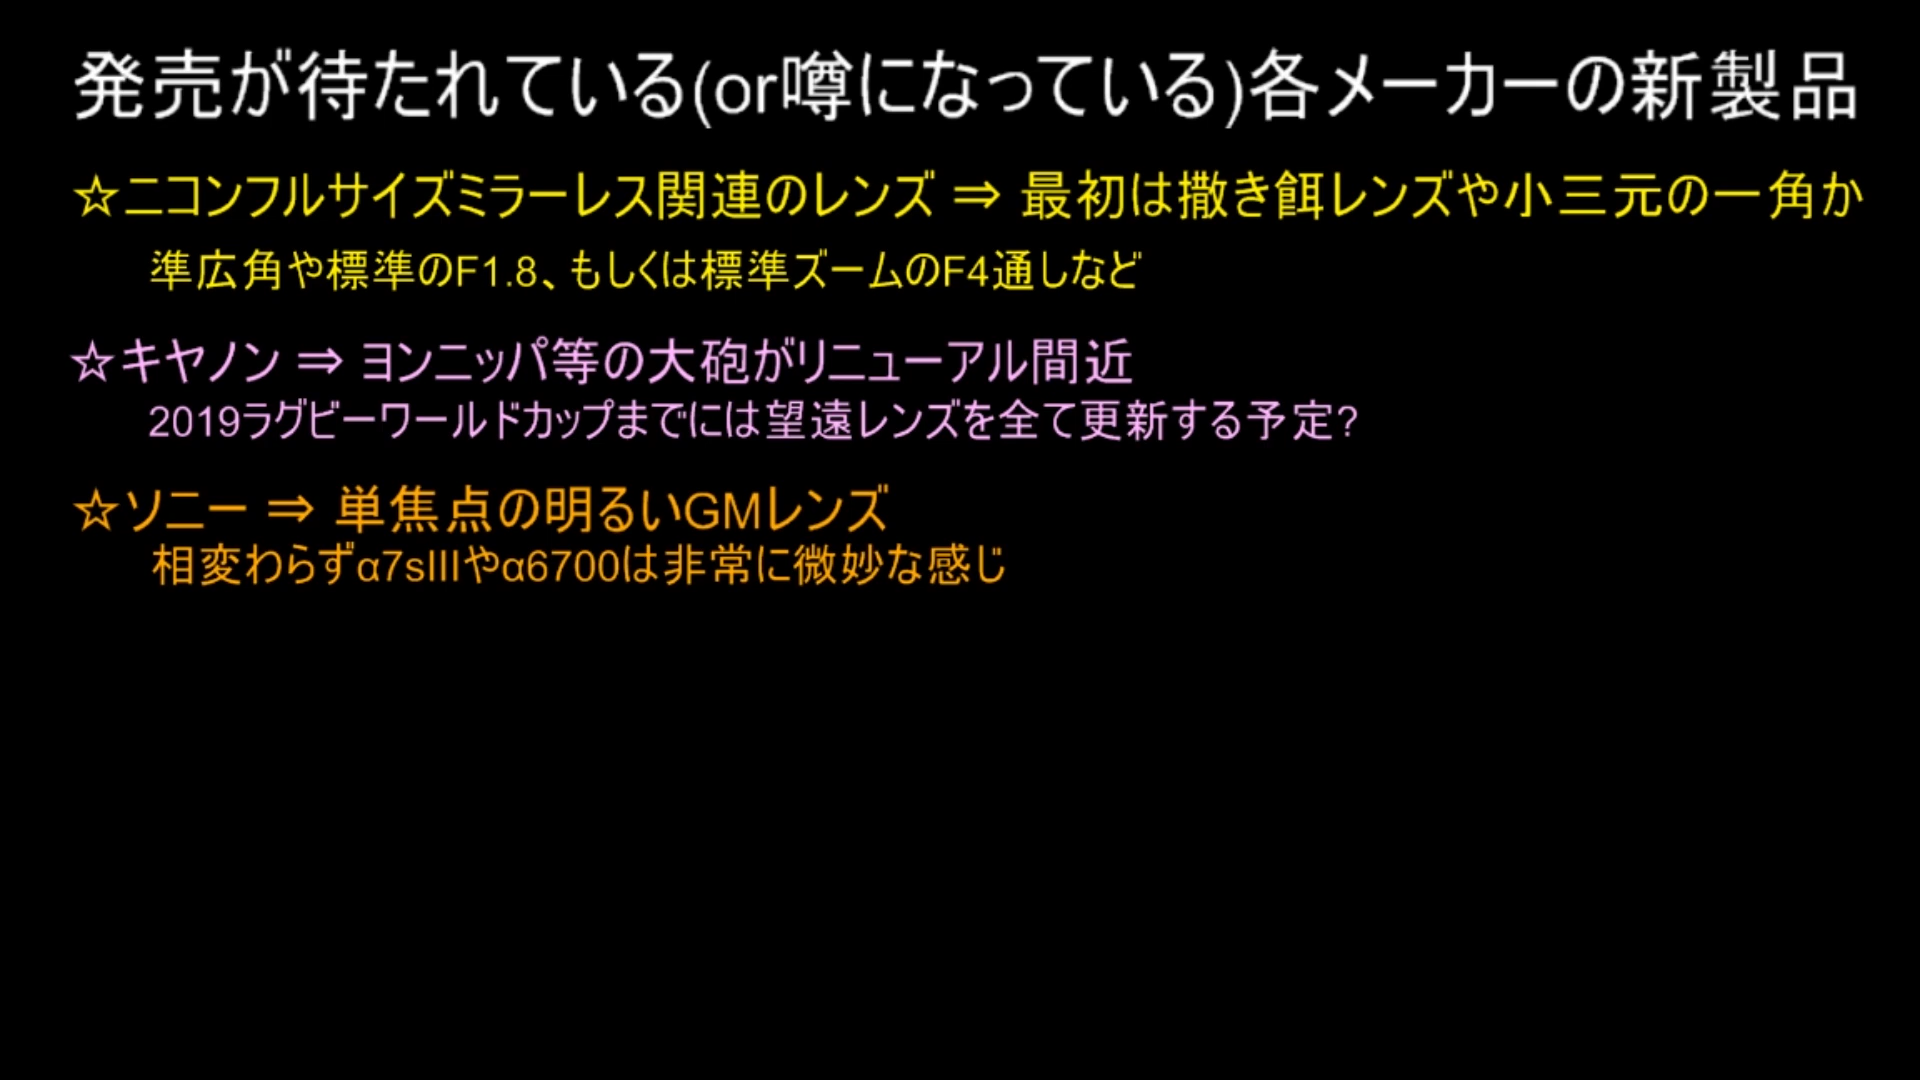 発売が待たれている(or噂になっている)各メーカーの新製品
☆ニコンフルサイズミラーレス関連のレンズ ⇒ 最初は撒き餌レンズや小三元の一角か
準広角や標準のF1.8、もしくは標準ズームのF4通しなど
☆キヤノン ⇒ ヨンニッパ等の大砲がリニューアル間近
2019ラグビーワールドカップまでには望遠レンズを全て更新する予定?
☆ソニー ⇒ 単焦点の明るいGMレンズ
相変わらずα7sIIIやα6700は非常に微妙な感じ